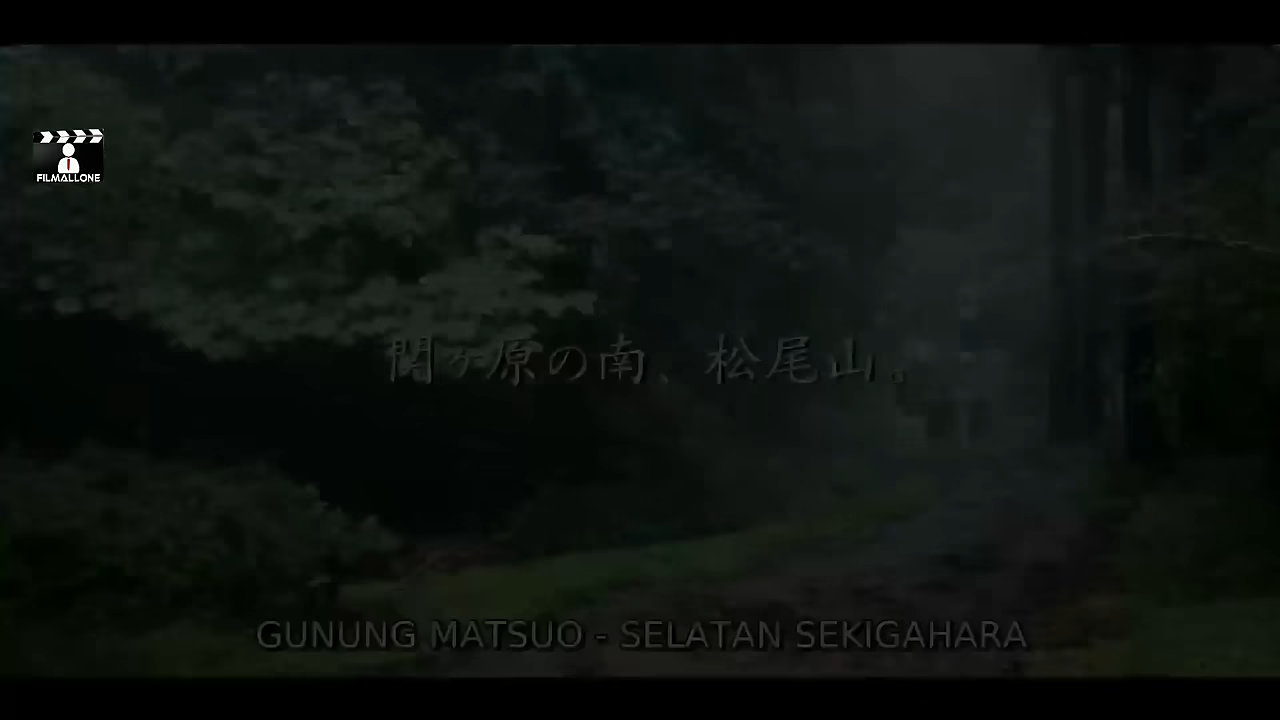 FILMALLONE
関ヶ原の南、松尾山。
GUNUNG MATSUO - SELATAN SEKIGAHARA